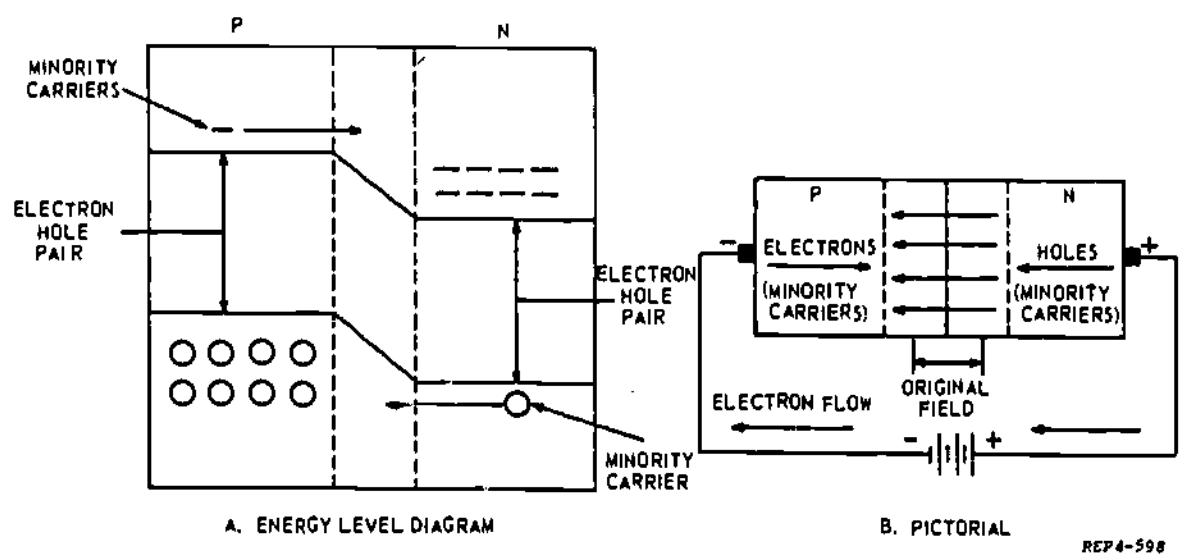 P
N
MINORITY
CARRIERS
ELECTRON
HOLE
PAIR
ELECTRON
HOLE
PAIR
MINORITY
CARRIER
A. ENERGY LEVEL DIAGRAM
P
N
-
+
ELECTRONS
(MINORITY
CARRIERS)
HOLES
(MINORITY
CARRIERS)
ORIGINAL
FIELD
ELECTRON FLOW
-
+
B. PICTORIAL
REP4-598